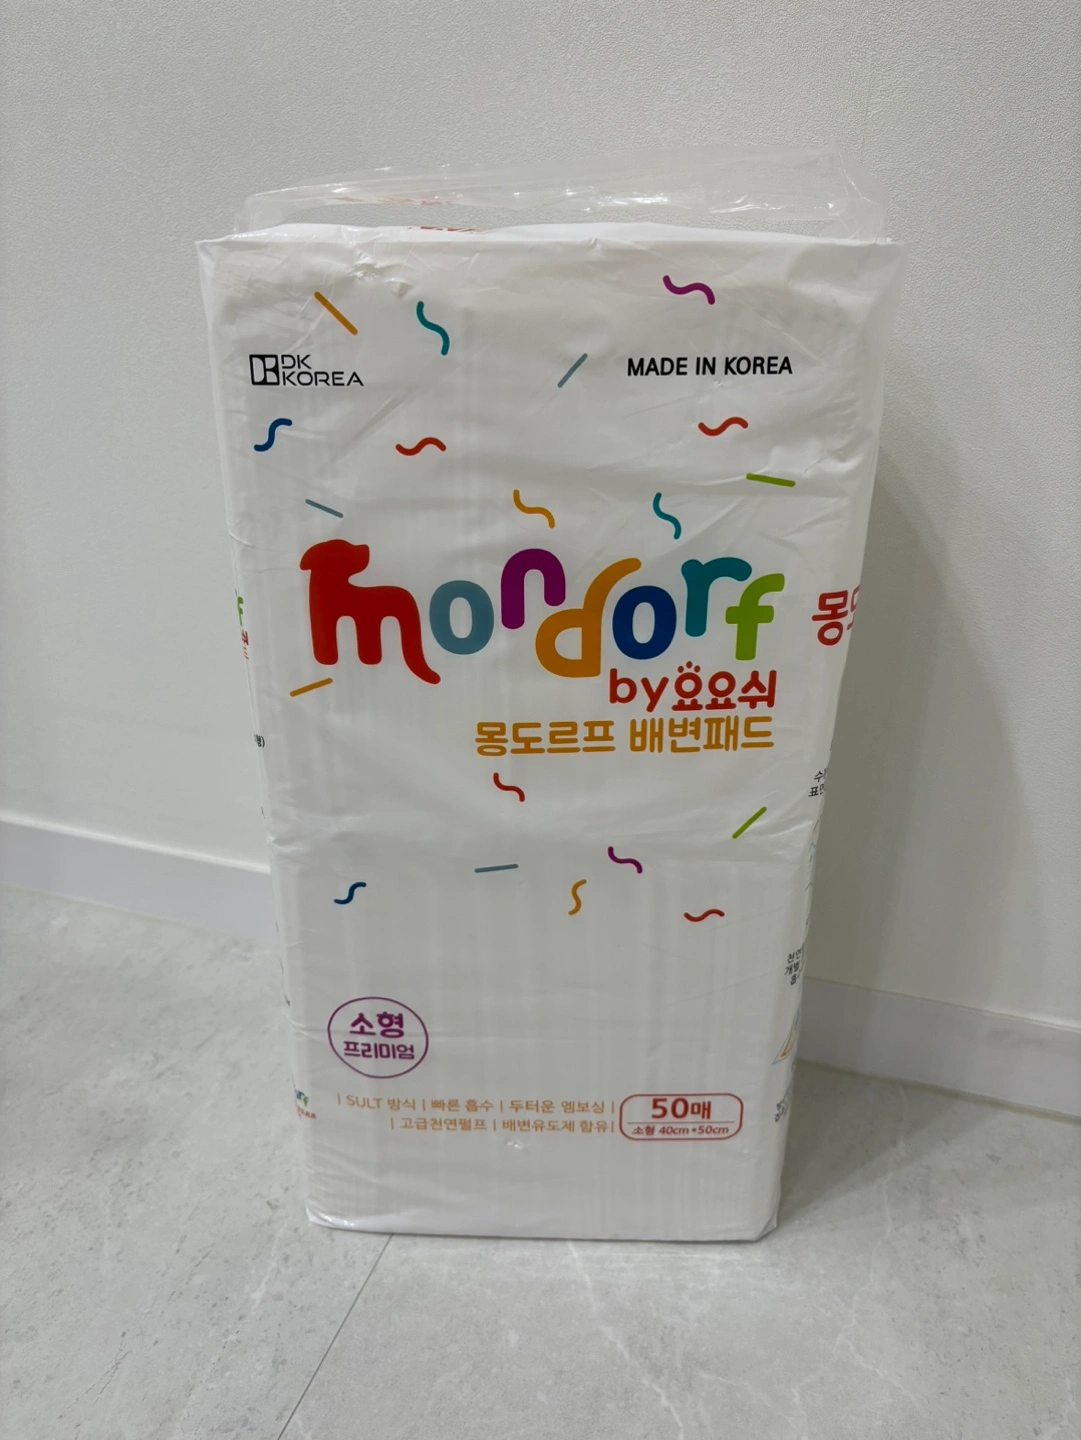 DK
KOREA
MADE IN KOREA
mondorf
by요요쉬
몽도르프 배변패드
소형
프리미엄
| SULT 방식 | 빠른 흡수 | 두터운 엠보싱 |
| 고급천연펄프 | 배변유도제 함유|
50매
소형 40cm*50cm